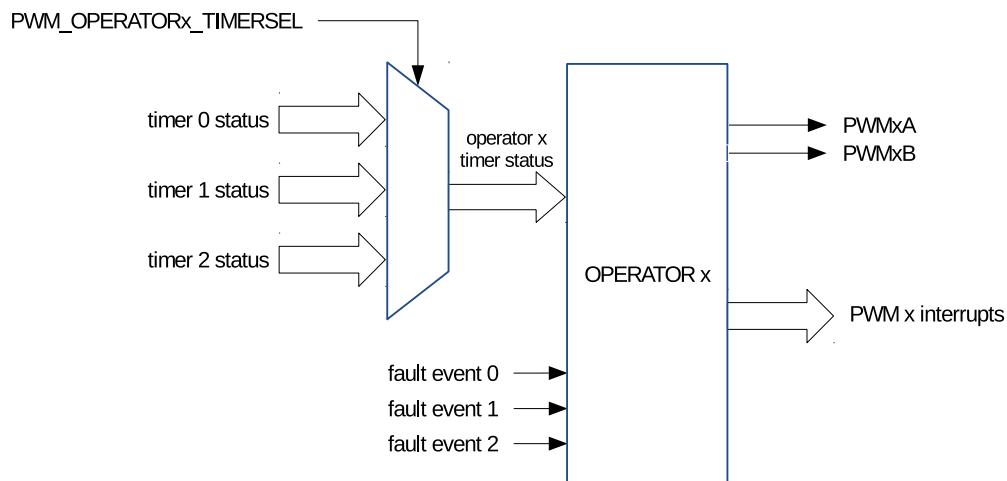 PWM_OPERATORx_TIMERSEL
timer 0 status
timer 1 status
timer 2 status
operator x
timer status
PWMxA
PWMxB
OPERATOR x
PWM x interrupts
fault event 0
fault event 1
fault event 2